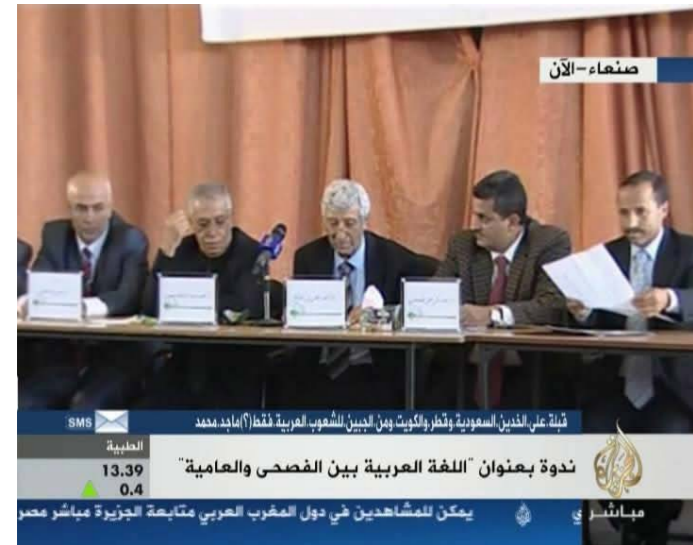 صنعاء-الآن
قبلة.على.الخدين.السعودية.وقطر.والكويت.ومن.الجبين.للشعوب.العربية.فقط(؟)ماجد.محمد
SMS
الطبية
13.39
0.4
ندوة بعنوان "اللغة العربية بين الفصحى والعامية"
الجزيرة
مباشر
يمكن للمشاهدين في دول المغرب العربي متابعة الجزيرة مباشر مصر